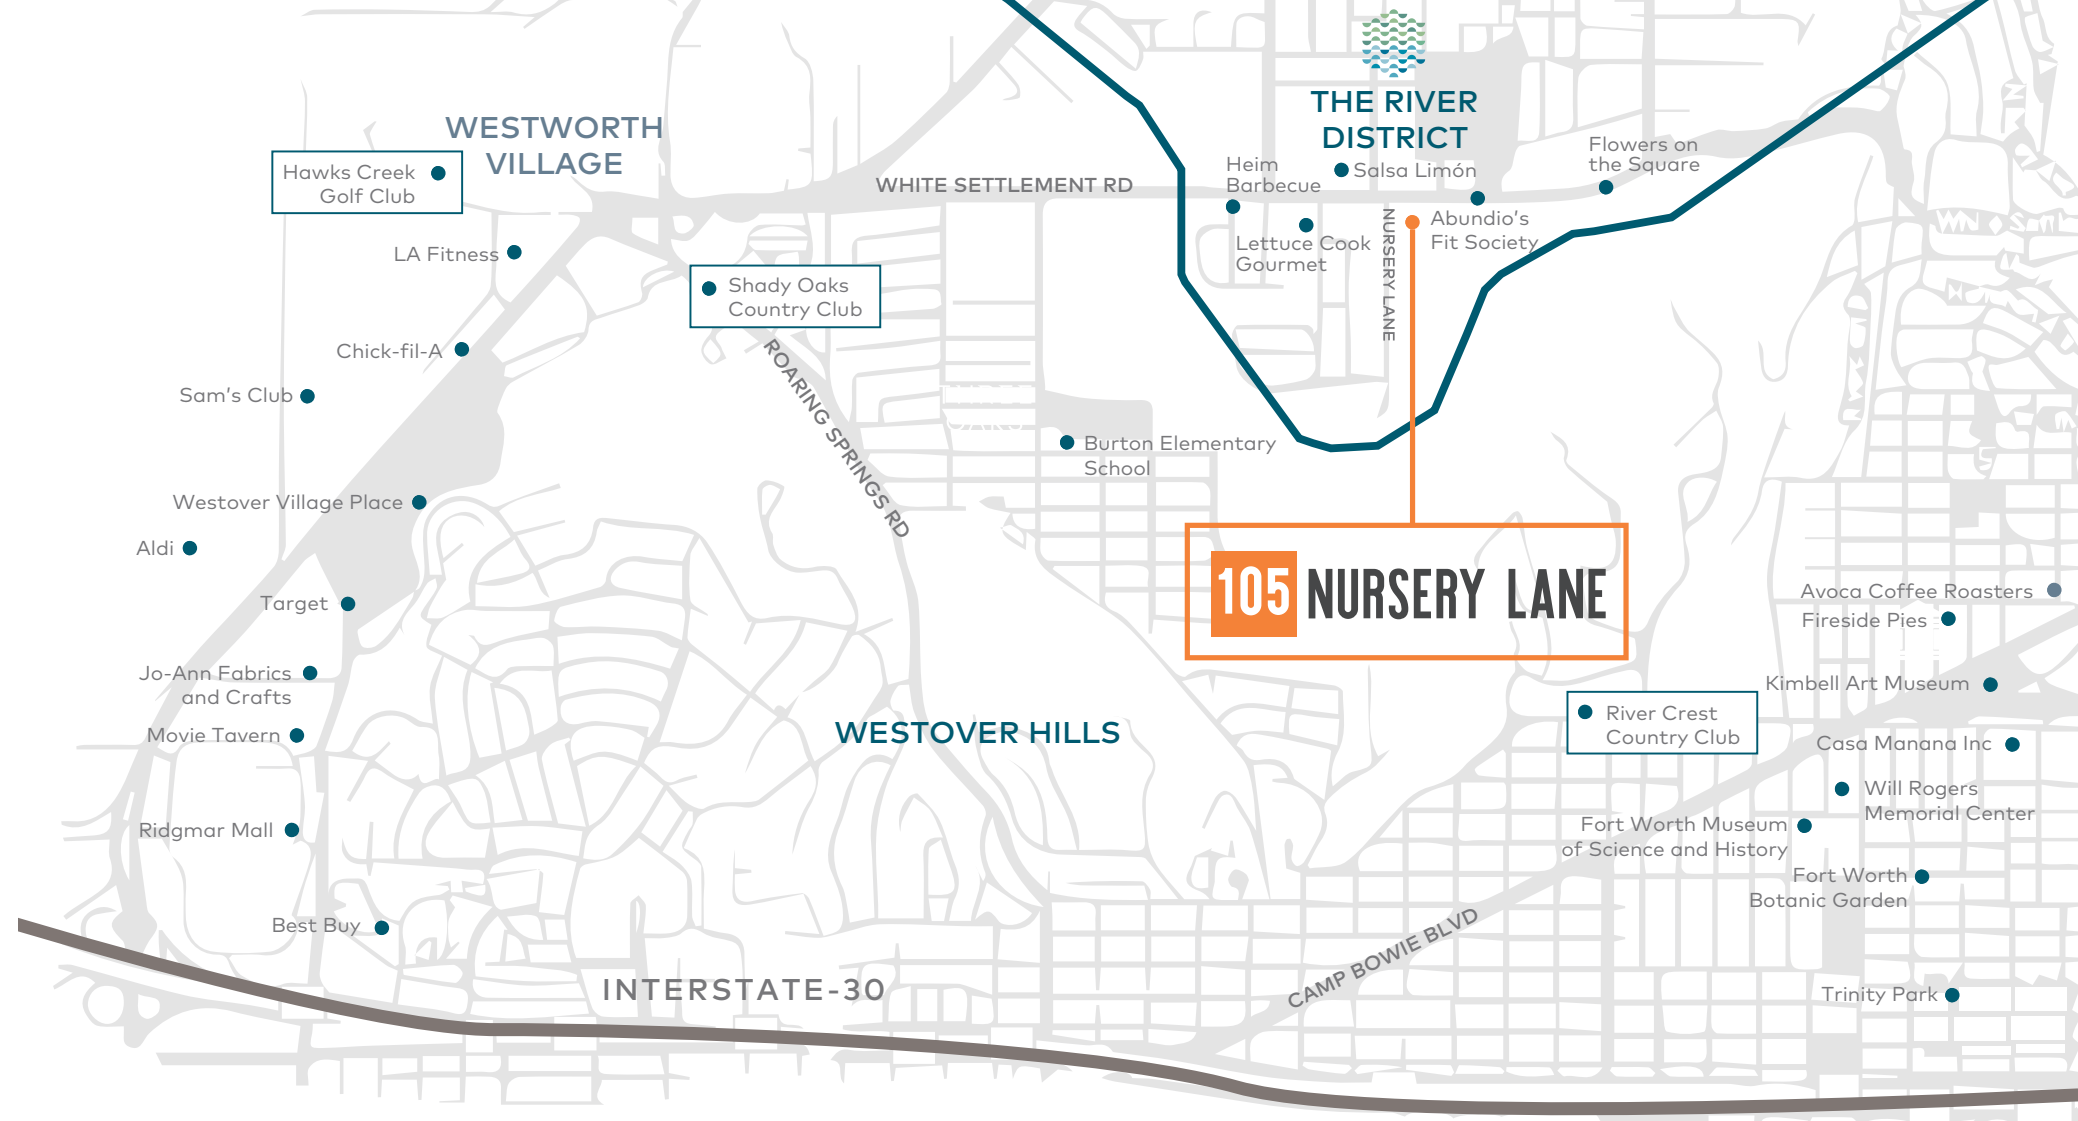 THE RIVER
DISTRICT
WESTWORTH
VILLAGE
Hawks Creek
Golf Club
WHITE SETTLEMENT RD
Heim
Barbecue
Salsa Limón
Flowers on
the Square
LA Fitness
Lettuce Cook
Gourmet
NURSERY LANE
Abundio's
Fit Society
Shady Oaks
Country Club
Chick-fil-A
ROARING SPRINGS RD
Sam's Club
Burton Elementary
School
Westover Village Place
Aldi
105 NURSERY LANE
Target
Avoca Coffee Roasters
Fireside Pies
Jo-Ann Fabrics
and Crafts
Kimbell Art Museum
Movie Tavern
WESTOVER HILLS
River Crest
Country Club
Casa Manana Inc
Will Rogers
Memorial Center
Ridgmar Mall
Fort Worth Museum
of Science and History
Fort Worth
Botanic Garden
Best Buy
CAMP BOWIE BLVD
INTERSTATE-30
Trinity Park